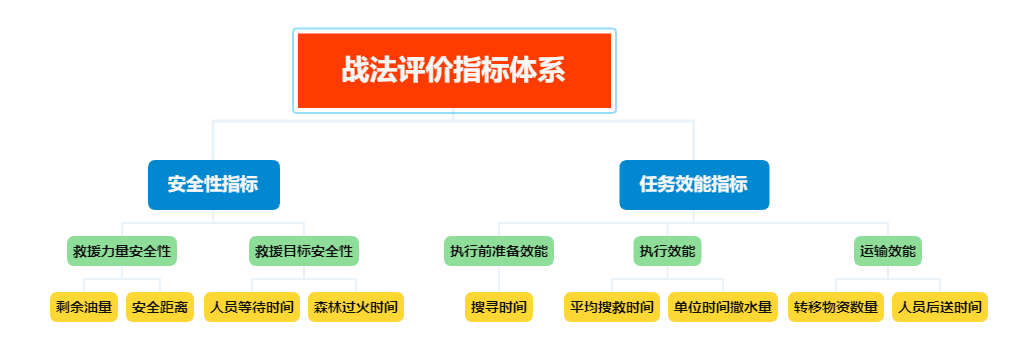 战法评价指标体系
安全性指标
任务效能指标
救援力量安全性
救援目标安全性
执行前准备效能
执行效能
运输效能
剩余油量
安全距离
人员等待时间
森林过火时间
搜寻时间
平均搜救时间
单位时间撒水量
转移物资数量
人员后送时间